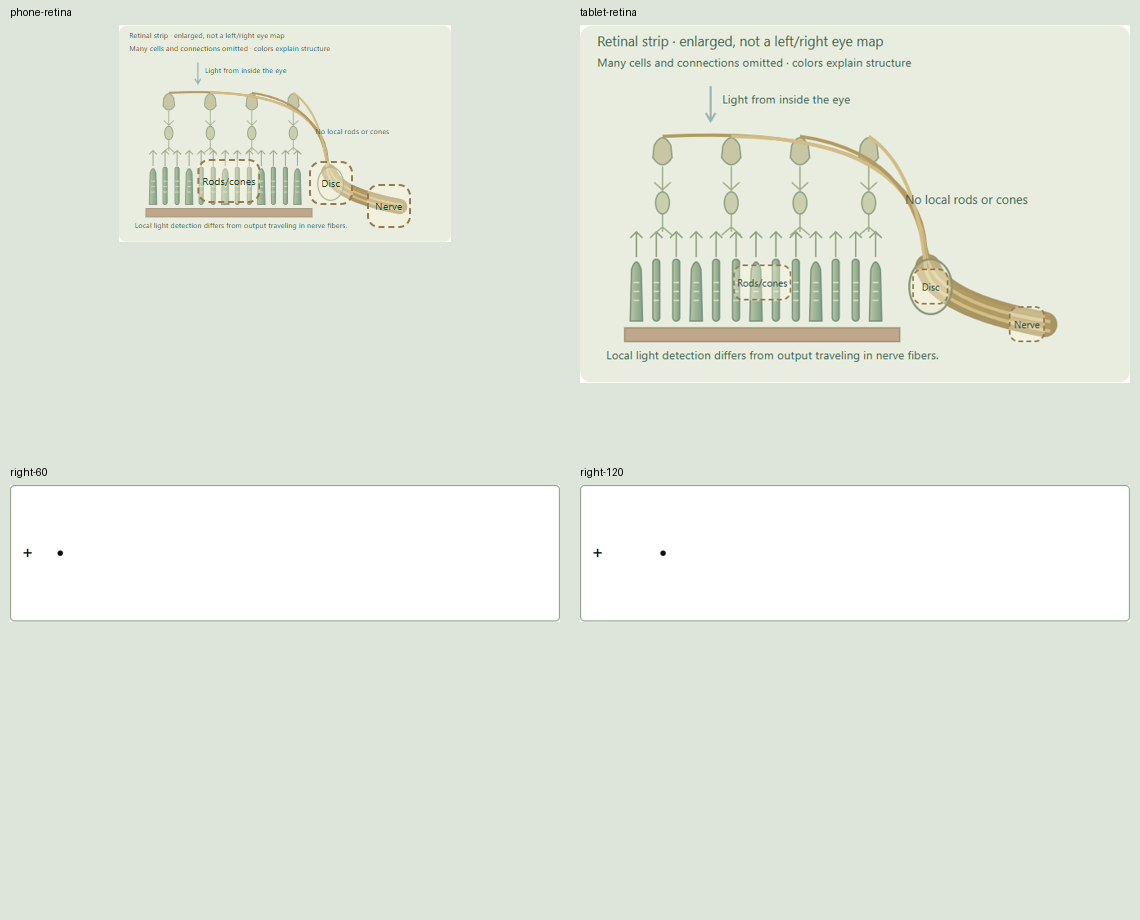 phone-retina
Retinal strip · enlarged, not a left/right eye map
Many cells and connections omitted · colors explain structure
Light from inside the eye
No local rods or cones
Rods/cones
Disc
Nerve
Local light detection differs from output traveling in nerve fibers.
tablet-retina
Retinal strip · enlarged, not a left/right eye map
Many cells and connections omitted · colors explain structure
Light from inside the eye
No local rods or cones
Rods/cones
Disc
Nerve
Local light detection differs from output traveling in nerve fibers.
right-60
+ •
right-120
+ •